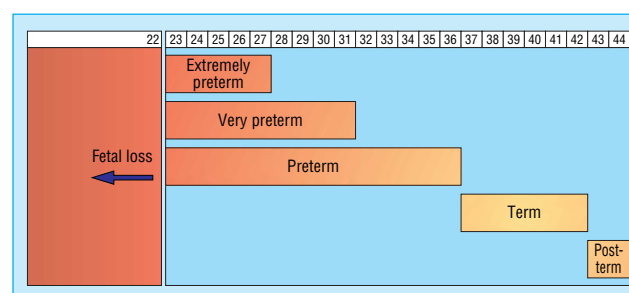 22 23 24 25 26 27 28 29 30 31 32 33 34 35 36 37 38 39 40 41 42 43 44
Extremely
preterm
Very preterm
Fetal loss
Preterm
Term
Post-
term